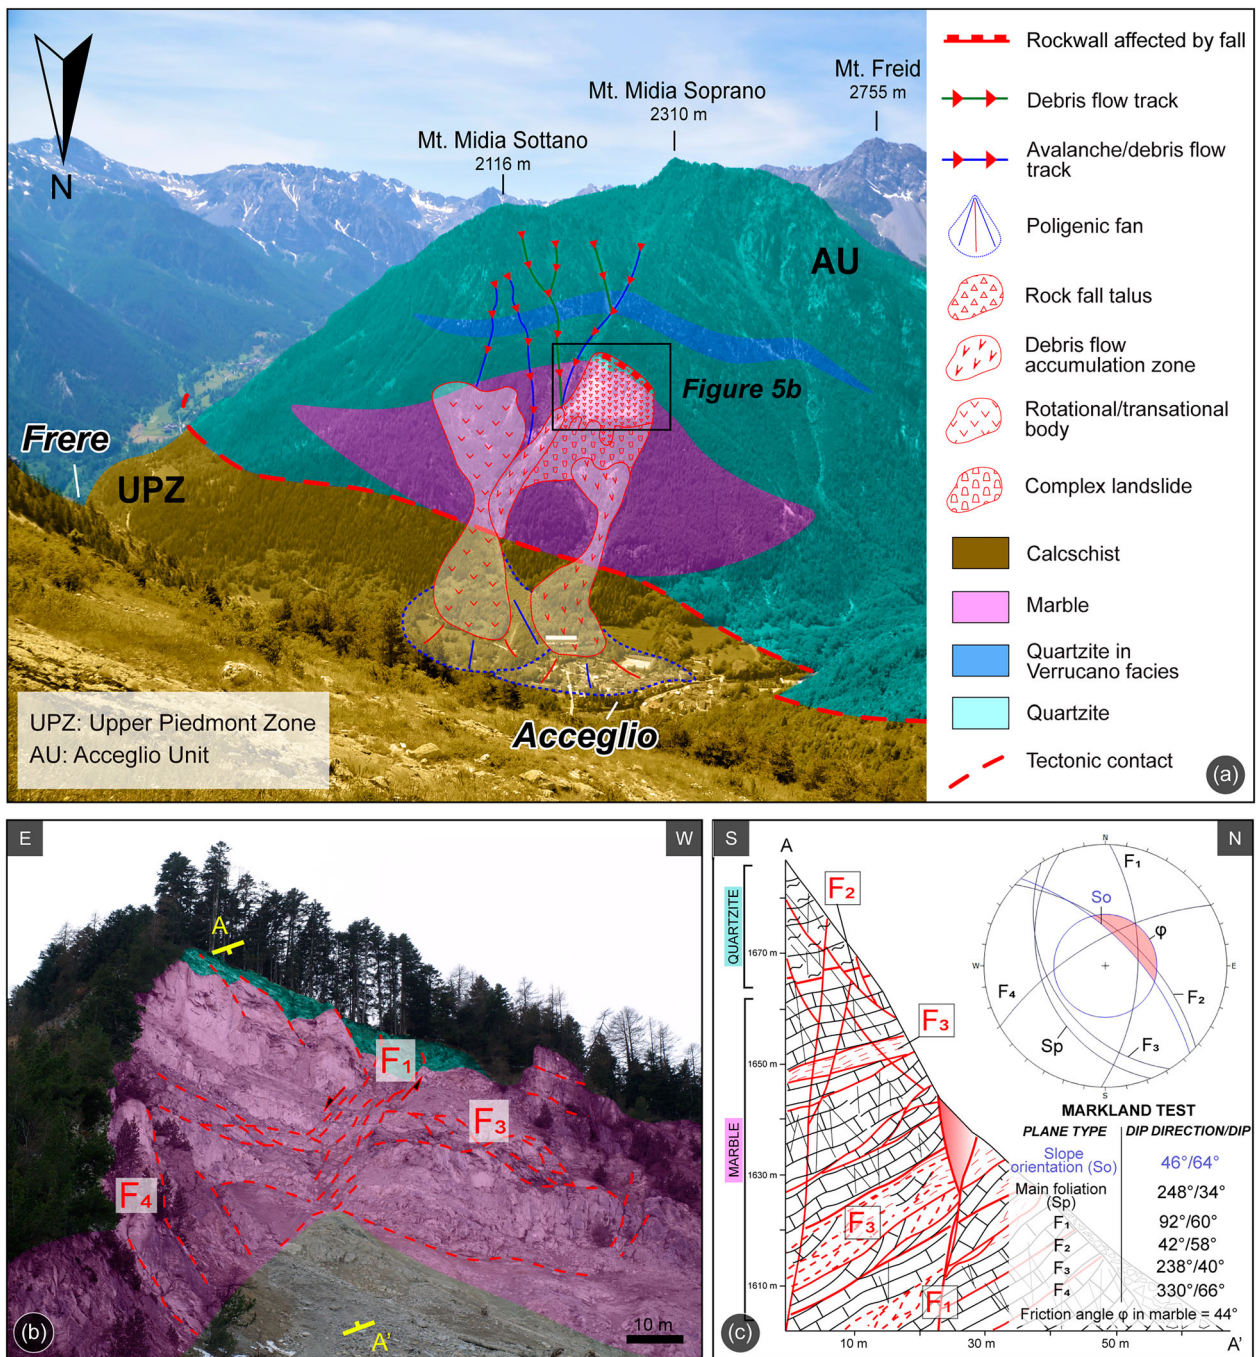 N
Mt. Midia Sottano
2116 m
Mt. Midia Soprano
2310 m
Mt. Freid
2755 m
AU
Figure 5b
Frere
UPZ
Acceglio
UPZ: Upper Piedmont Zone
AU: Acceglio Unit
Rockwall affected by fall
Debris flow track
Avalanche/debris flow
track
Poligenic fan
Rock fall talus
Debris flow
accumulation zone
Rotational/transational
body
Complex landslide
Calcschist
Marble
Quartzite in
Verrucano facies
Quartzite
Tectonic contact
(a)
E
W
A
F₁
F₃
F₄
A'
10 m
(b)
S
N
A
QUARTZITE
MARBLE
1670 m
1650 m
1630 m
1610 m
F₂
F₃
F₃
F₁
10 m
30 m
50 m
A'
N
E
S
W
F₁
So
φ
F₂
F₃
Sp
F₄
MARKLAND TEST
PLANE TYPE DIP DIRECTION/DIP
Slope
orientation (So) 46°/64°
Main foliation
(Sp) 248°/34°
F₁ 92°/60°
F₂ 42°/58°
F₃ 238°/40°
F₄ 330°/66°
Friction angle φ in marble = 44°
(c)